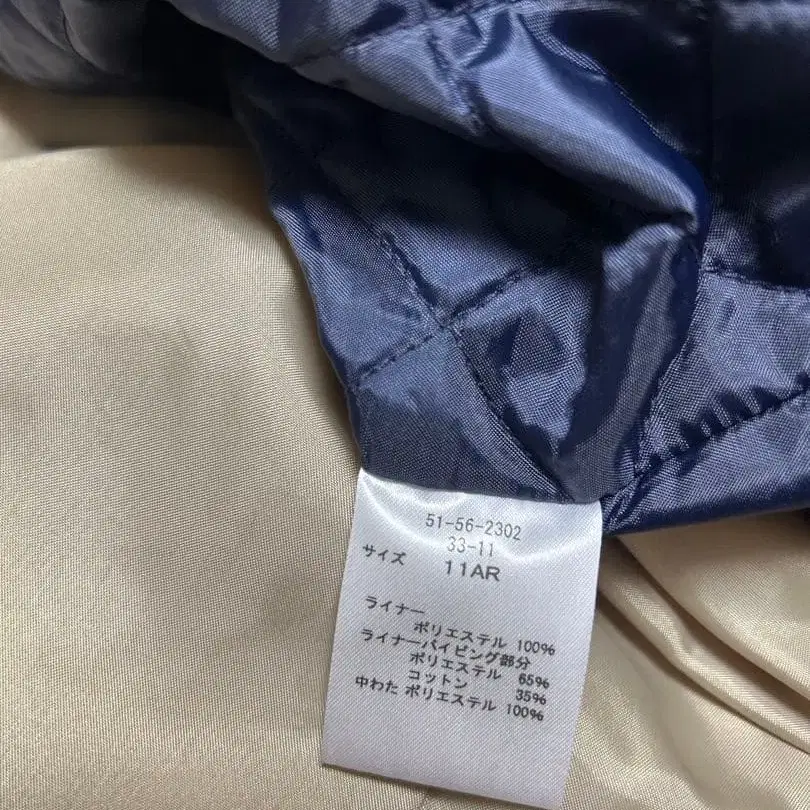 51-56-2302
33-11
サイズ 11AR
ライナー
ポリエステル 100%
ライナーパイピング部分
ポリエステル 65%
コットン 35%
中わた ポリエステル 100%